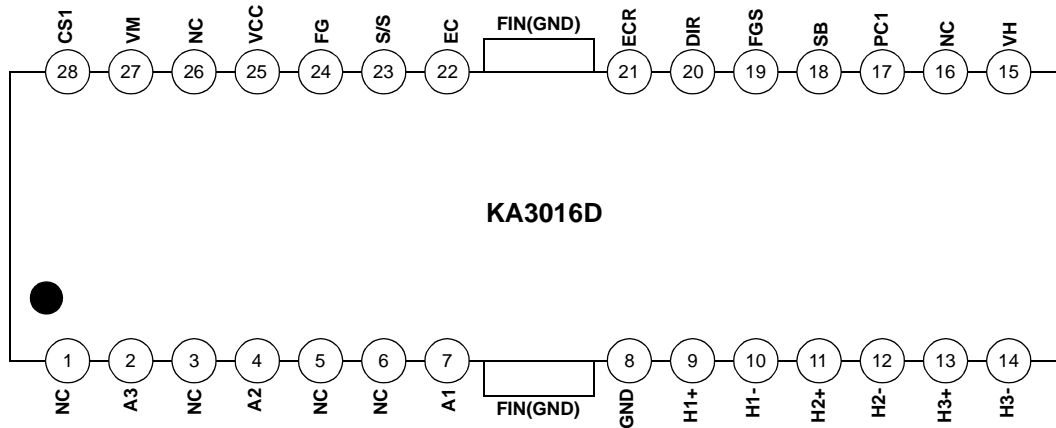 CS1 VM NC VCC FG S/S EC FIN(GND) ECR DIR FGS SB PC1 NC VH
28 27 26 25 24 23 22 21 20 19 18 17 16 15
KA3016D
1 2 3 4 5 6 7 8 9 10 11 12 13 14
NC A3 NC A2 NC NC A1 FIN(GND) GND H1+ H1- H2+ H2- H3+ H3-